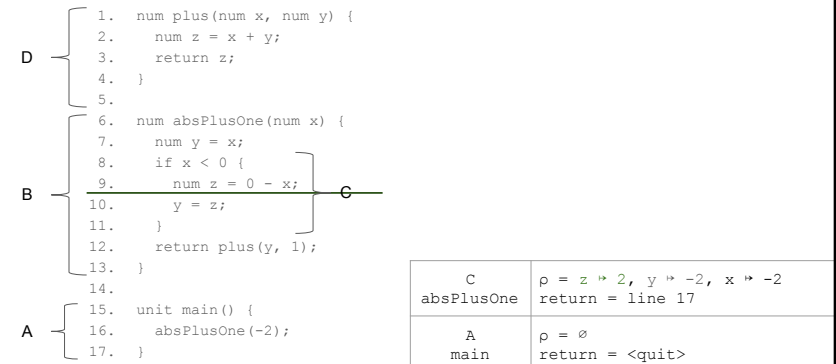 1. num plus(num x, num y) {
2. num z = x + y;
D
3. return z;
4. }
5.
6. num absPlusOne(num x) {
7. num y = x;
8. if x < 0 {
9. num z = 0 - x;
B
C
10. y = z;
11. }
12. return plus(y, 1);
13. }
14.
15. unit main() {
A
16. absPlusOne(-2);
17. }
C
absPlusOne
ρ = z ↦ 2, y ↦ -2, x ↦ -2
return = line 17
A
main
ρ = ∅
return = <quit>